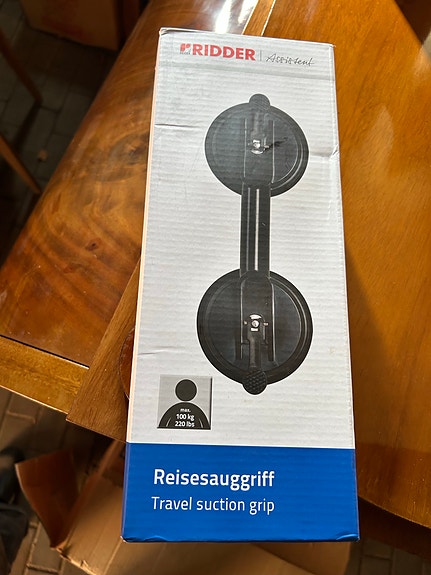 RIDDER Assistent
max.
100 kg
220 lbs
Reisesauggriff
Travel suction grip